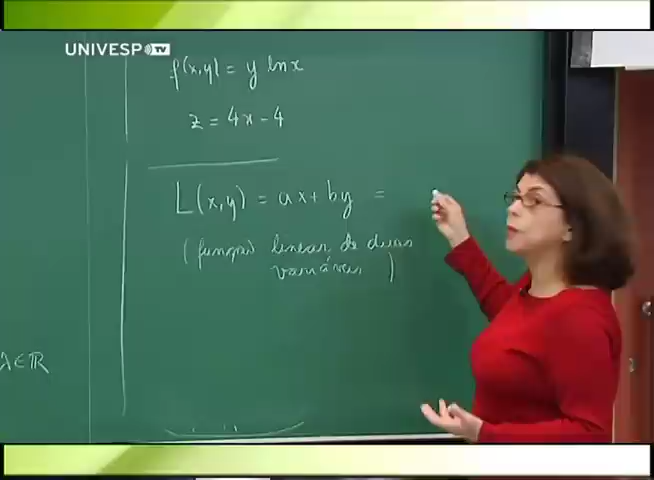 UNIVESP TV
f(x,y) = y ln x
z = 4x - 4
L(x,y) = ax + by =
(função linear de duas
variáveis)
λ ∈ ℝ